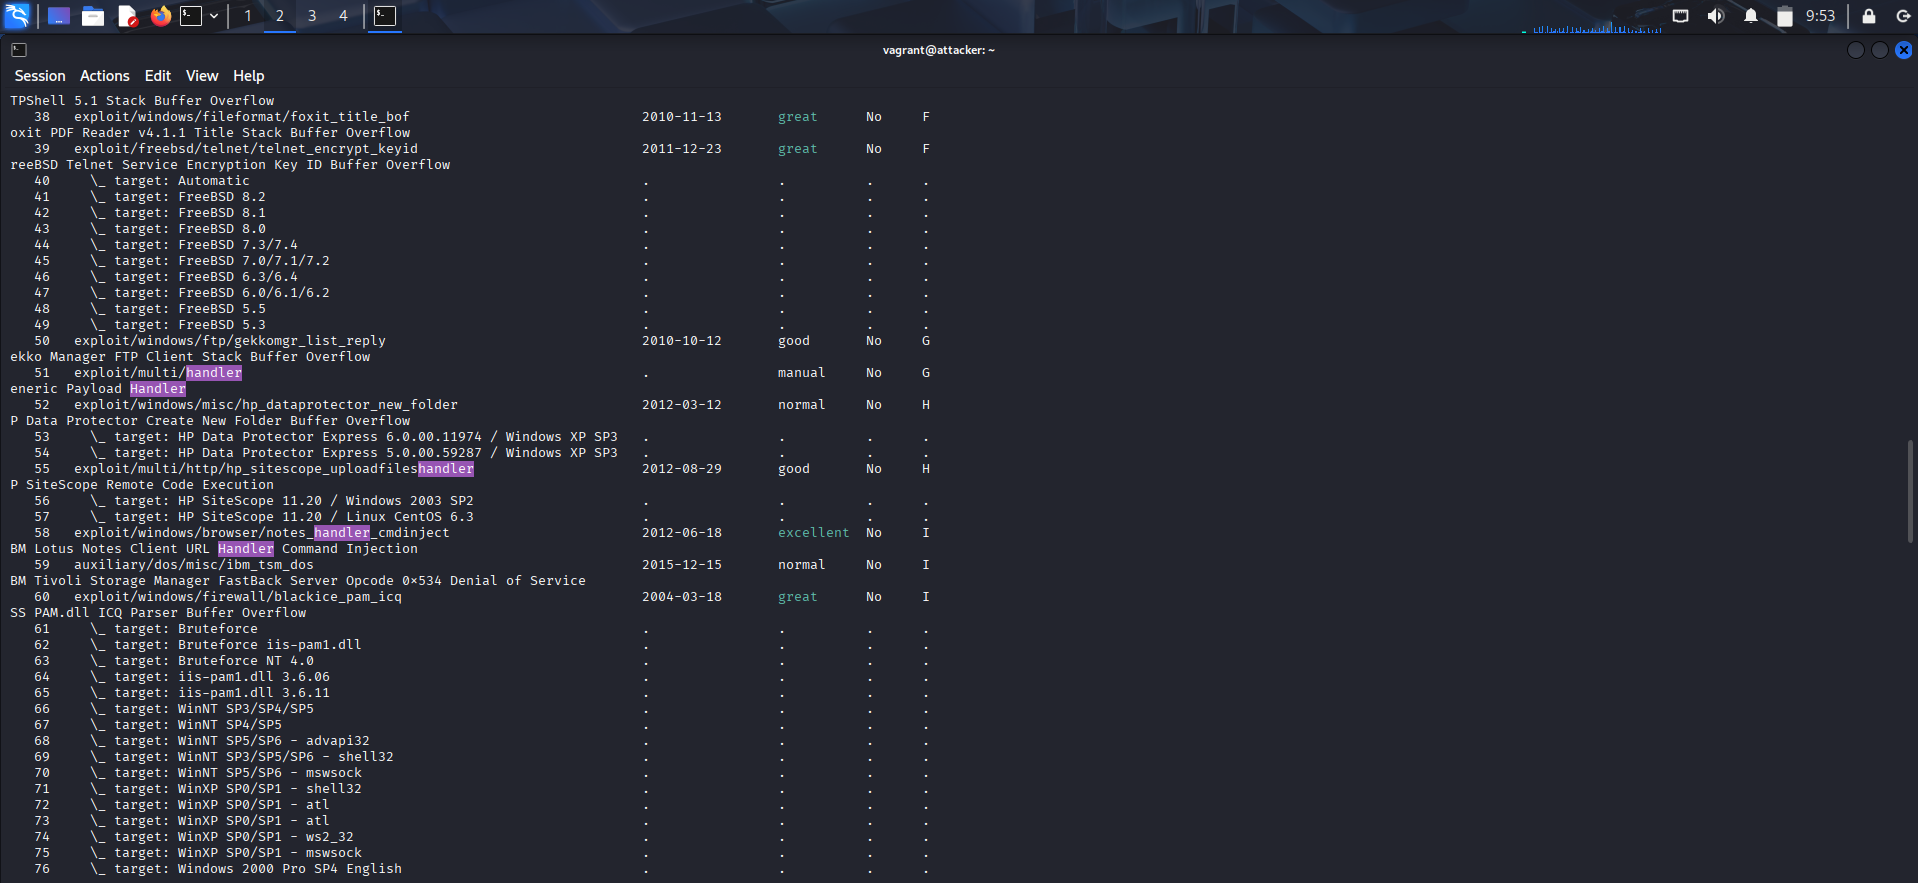 1 2 3 4 9:53
vagrant@attacker: ~
Session Actions Edit View Help
TPShell 5.1 Stack Buffer Overflow
38 exploit/windows/fileformat/foxit_title_bof 2010-11-13 great No F
oxit PDF Reader v4.1.1 Title Stack Buffer Overflow
39 exploit/freebsd/telnet/telnet_encrypt_keyid 2011-12-23 great No F
reeBSD Telnet Service Encryption Key ID Buffer Overflow
40 \_ target: Automatic . . . .
41 \_ target: FreeBSD 8.2 . . . .
42 \_ target: FreeBSD 8.1 . . . .
43 \_ target: FreeBSD 8.0 . . . .
44 \_ target: FreeBSD 7.3/7.4 . . . .
45 \_ target: FreeBSD 7.0/7.1/7.2 . . . .
46 \_ target: FreeBSD 6.3/6.4 . . . .
47 \_ target: FreeBSD 6.0/6.1/6.2 . . . .
48 \_ target: FreeBSD 5.5 . . . .
49 \_ target: FreeBSD 5.3 . . . .
50 exploit/windows/ftp/gekkomgr_list_reply 2010-10-12 good No G
ekko Manager FTP Client Stack Buffer Overflow
51 exploit/multi/handler . manual No G
eneric Payload Handler
52 exploit/windows/misc/hp_dataprotector_new_folder 2012-03-12 normal No H
P Data Protector Create New Folder Buffer Overflow
53 \_ target: HP Data Protector Express 6.0.00.11974 / Windows XP SP3 . . . .
54 \_ target: HP Data Protector Express 5.0.00.59287 / Windows XP SP3 . . . .
55 exploit/multi/http/hp_sitescope_uploadfileshandler 2012-08-29 good No H
P SiteScope Remote Code Execution
56 \_ target: HP SiteScope 11.20 / Windows 2003 SP2 . . . .
57 \_ target: HP SiteScope 11.20 / Linux CentOS 6.3 . . . .
58 exploit/windows/browser/notes_handler_cmdinject 2012-06-18 excellent No I
BM Lotus Notes Client URL Handler Command Injection
59 auxiliary/dos/misc/ibm_tsm_dos 2015-12-15 normal No I
BM Tivoli Storage Manager FastBack Server Opcode 0×534 Denial of Service
60 exploit/windows/firewall/blackice_pam_icq 2004-03-18 great No I
SS PAM.dll ICQ Parser Buffer Overflow
61 \_ target: Bruteforce . . . .
62 \_ target: Bruteforce iis-pam1.dll . . . .
63 \_ target: Bruteforce NT 4.0 . . . .
64 \_ target: iis-pam1.dll 3.6.06 . . . .
65 \_ target: iis-pam1.dll 3.6.11 . . . .
66 \_ target: WinNT SP3/SP4/SP5 . . . .
67 \_ target: WinNT SP4/SP5 . . . .
68 \_ target: WinNT SP5/SP6 - advapi32 . . . .
69 \_ target: WinNT SP3/SP5/SP6 - shell32 . . . .
70 \_ target: WinNT SP5/SP6 - mswsock . . . .
71 \_ target: WinXP SP0/SP1 - shell32 . . . .
72 \_ target: WinXP SP0/SP1 - atl . . . .
73 \_ target: WinXP SP0/SP1 - atl . . . .
74 \_ target: WinXP SP0/SP1 - ws2_32 . . . .
75 \_ target: WinXP SP0/SP1 - mswsock . . . .
76 \_ target: Windows 2000 Pro SP4 English . . . .